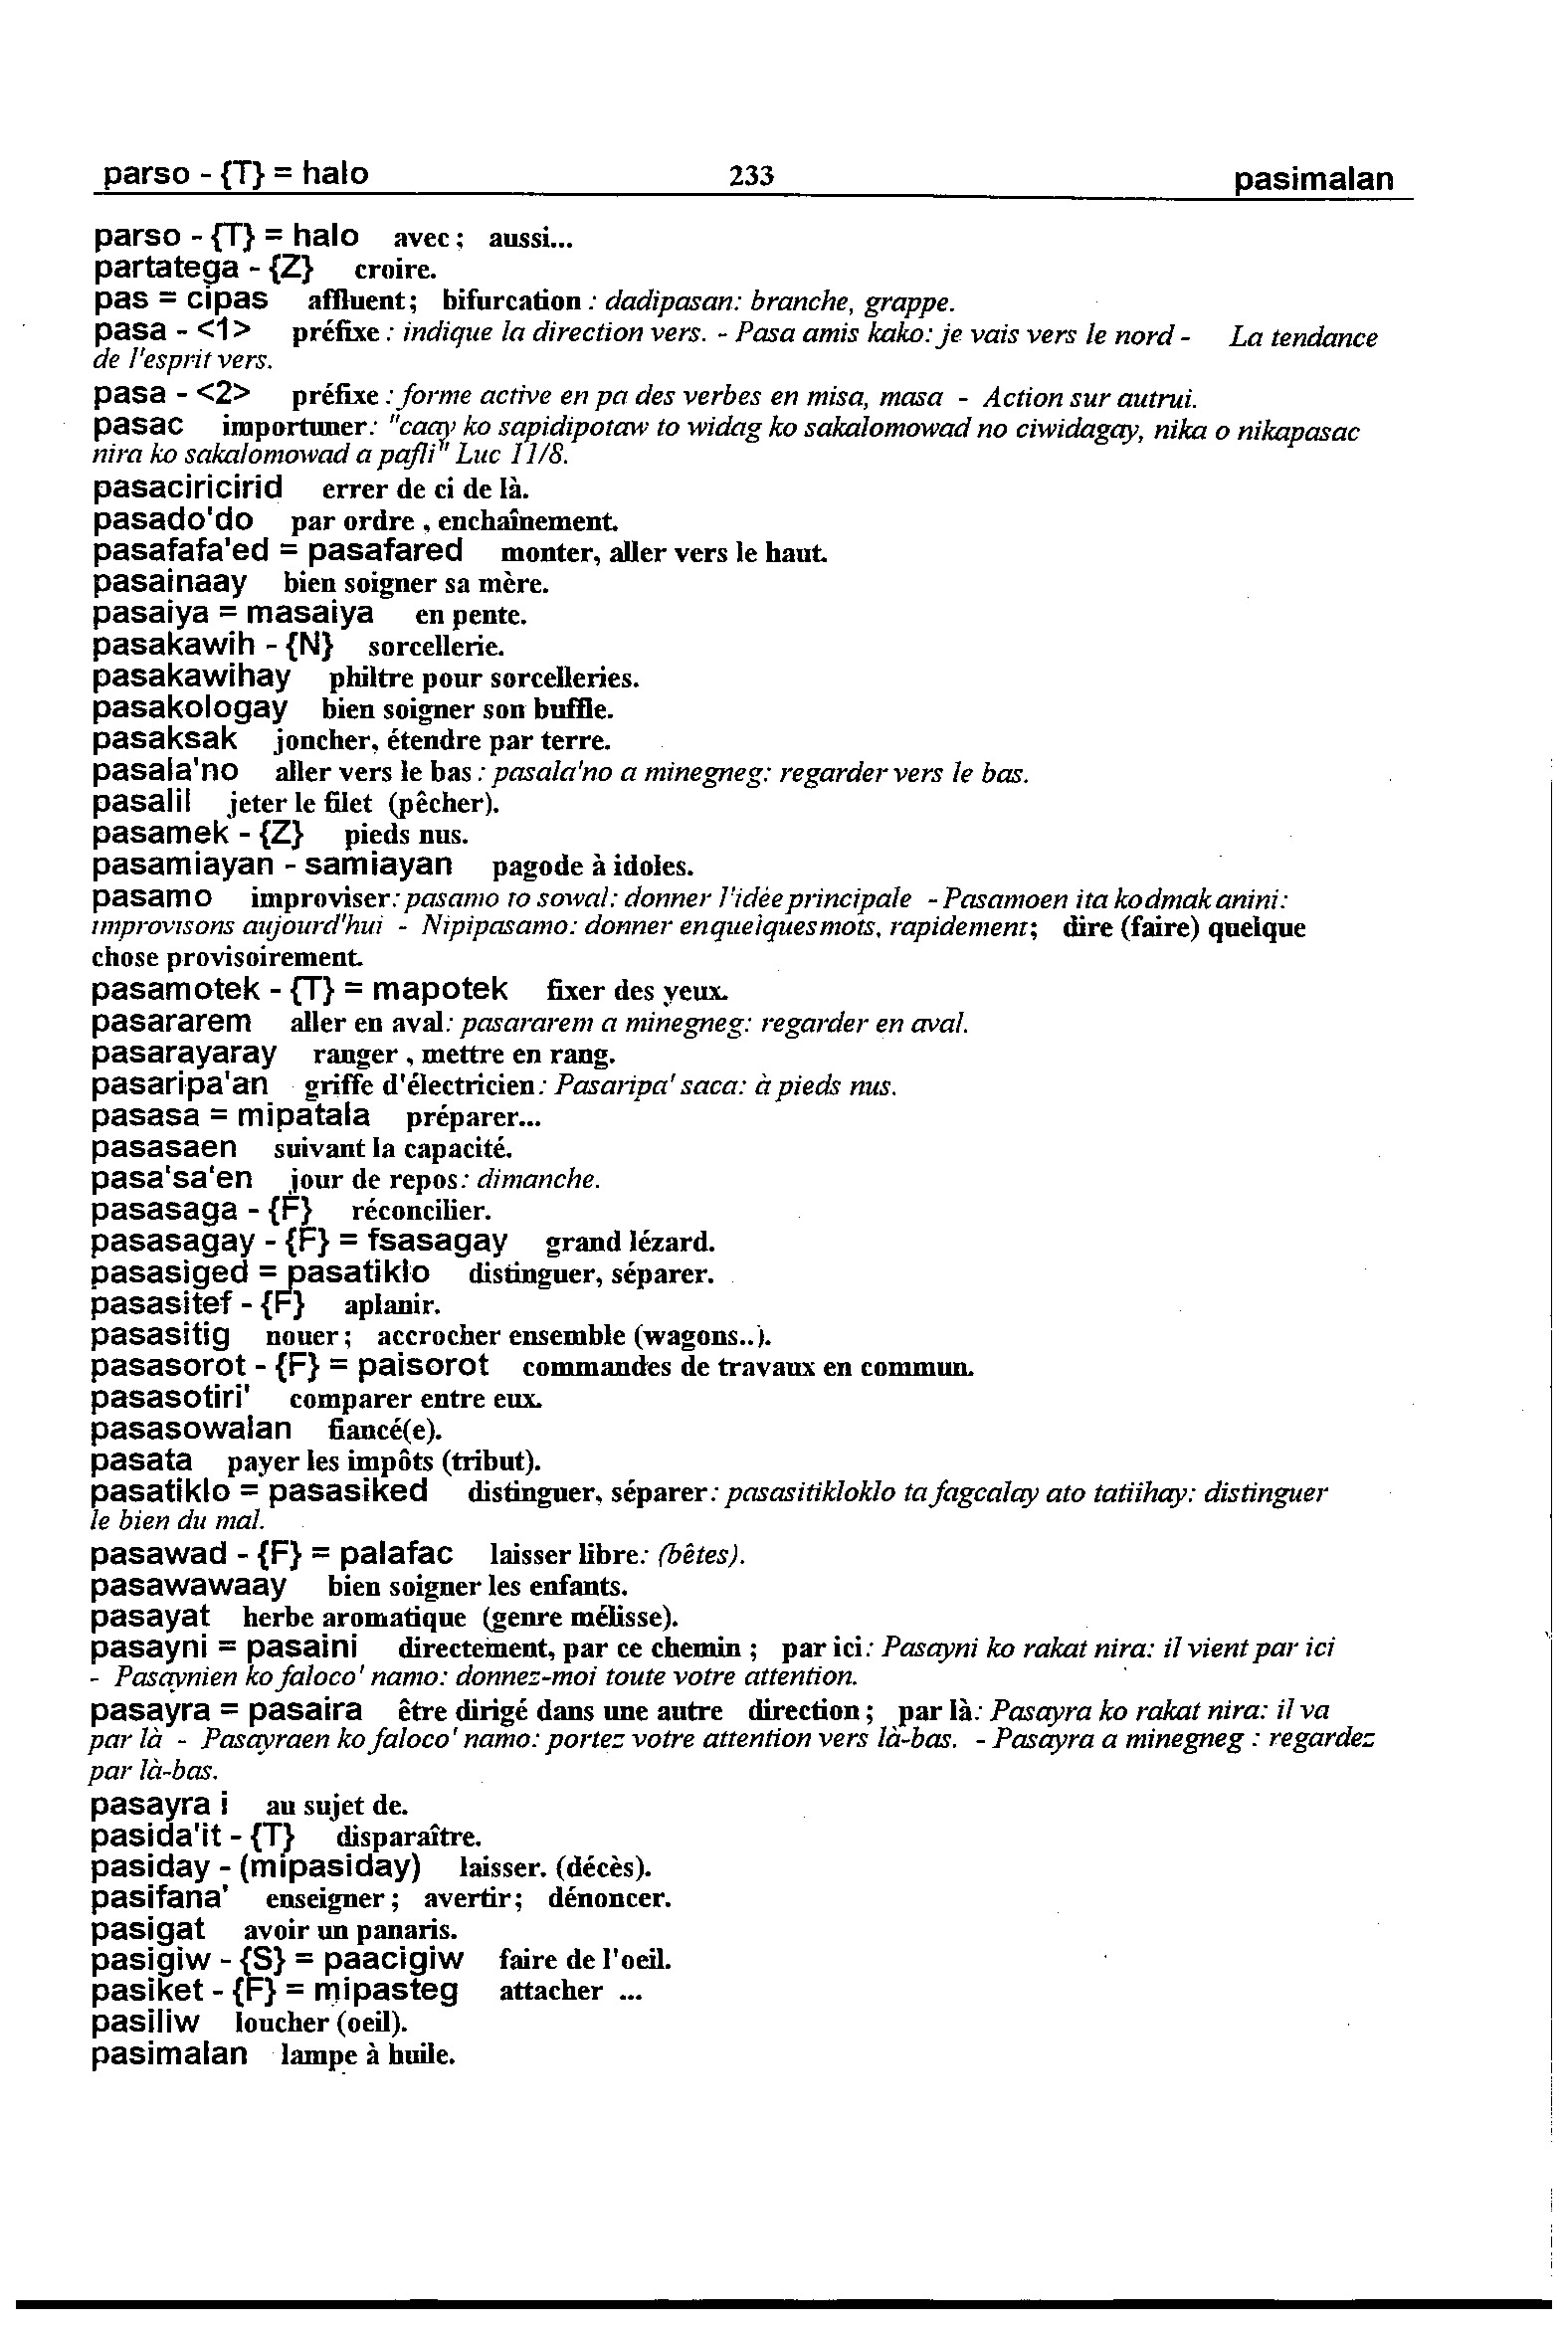 parso - {T} = halo 233 pasimalan
parso - {T} = halo avec ; aussi...
partatega - {Z} croire.
pas = cipas affluent ; bifurcation : dadipasan: branche, grappe.
pasa - <1> préfixe : indique la direction vers. - Pasa amis kako: je vais vers le nord - La tendance
de l'esprit vers.
pasa - <2> préfixe : forme active en pa des verbes en misa, masa - Action sur autrui.
pasac importuner: "caay ko sapidipotaw to widag ko sakalomowad no ciwidagay, nika o nikapasac
nira ko sakalomowad a pafli" Luc 11/8.
pasaciricirid errer de ci de là.
pasado'do par ordre , enchaînement.
pasafafa'ed = pasafared monter, aller vers le haut.
pasainaay bien soigner sa mère.
pasaiya = masaiya en pente.
pasakawih - {N} sorcellerie.
pasakawihay philtre pour sorcelleries.
pasakologay bien soigner son buffle.
pasaksak joncher, étendre par terre.
pasala'no aller vers le bas : pasala'no a minegneg: regarder vers le bas.
pasalil jeter le filet (pêcher).
pasamek - {Z} pieds nus.
pasamiayan - samiayan pagode à idoles.
pasamo improviser: pasamo to sowal: donner l'idée principale - Pasamoen ita ko dmak anini:
improvisons aujourd'hui - Nipipasamo: donner en quelques mots, rapidement; dire (faire) quelque
chose provisoirement.
pasamotek - {T} = mapotek fixer des yeux.
pasararem aller en aval: pasararem a minegneg: regarder en aval.
pasarayaray ranger , mettre en rang.
pasaripa'an griffe d'électricien: Pasaripa' saca: à pieds nus.
pasasa = mipatala préparer...
pasasaen suivant la capacité.
pasa'sa'en jour de repos: dimanche.
pasasaga - {F} réconcilier.
pasasagay - {F} = fsasagay grand lézard.
pasasiged = pasatiklo distinguer, séparer.
pasasitef - {F} aplanir.
pasasitig nouer ; accrocher ensemble (wagons..).
pasasorot - {F} = paisorot commandes de travaux en commun.
pasasotiri' comparer entre eux.
pasasowalan fiancé(e).
pasata payer les impôts (tribut).
pasatiklo = pasasiked distinguer, séparer: pasasitikloklo ta fagcalay ato tatiihay: distinguer
le bien du mal.
pasawad - {F} = palafac laisser libre: (bêtes).
pasawawaay bien soigner les enfants.
pasayat herbe aromatique (genre mélisse).
pasayni = pasaini directement, par ce chemin ; par ici: Pasayni ko rakat nira: il vient par ici
- Pasaynien ko faloco' namo: donnez-moi toute votre attention.
pasayra = pasaira être dirigé dans une autre direction ; par là: Pasayra ko rakat nira: il va
par là - Pasayraen ko faloco' namo: portez votre attention vers là-bas. - Pasayra a minegneg : regardez
par là-bas.
pasayra i au sujet de.
pasida'it - {T} disparaître.
pasiday - (mipasiday) laisser. (décès).
pasifana' enseigner ; avertir; dénoncer.
pasigat avoir un panaris.
pasigiw - {S} = paacigiw faire de l'oeil.
pasiket - {F} = mipasteg attacher ...
pasiliw loucher (oeil).
pasimalan lampe à huile.